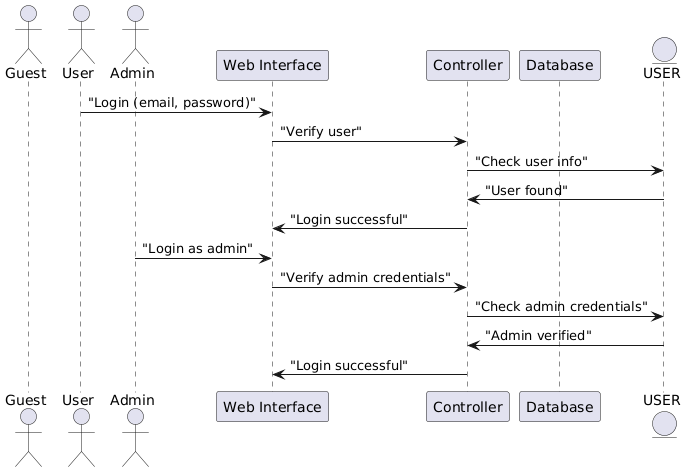 Guest User Admin Web Interface Controller Database USER
"Login (email, password)"
"Verify user"
"Check user info"
"User found"
"Login successful"
"Login as admin"
"Verify admin credentials"
"Check admin credentials"
"Admin verified"
"Login successful"
Guest User Admin Web Interface Controller Database USER